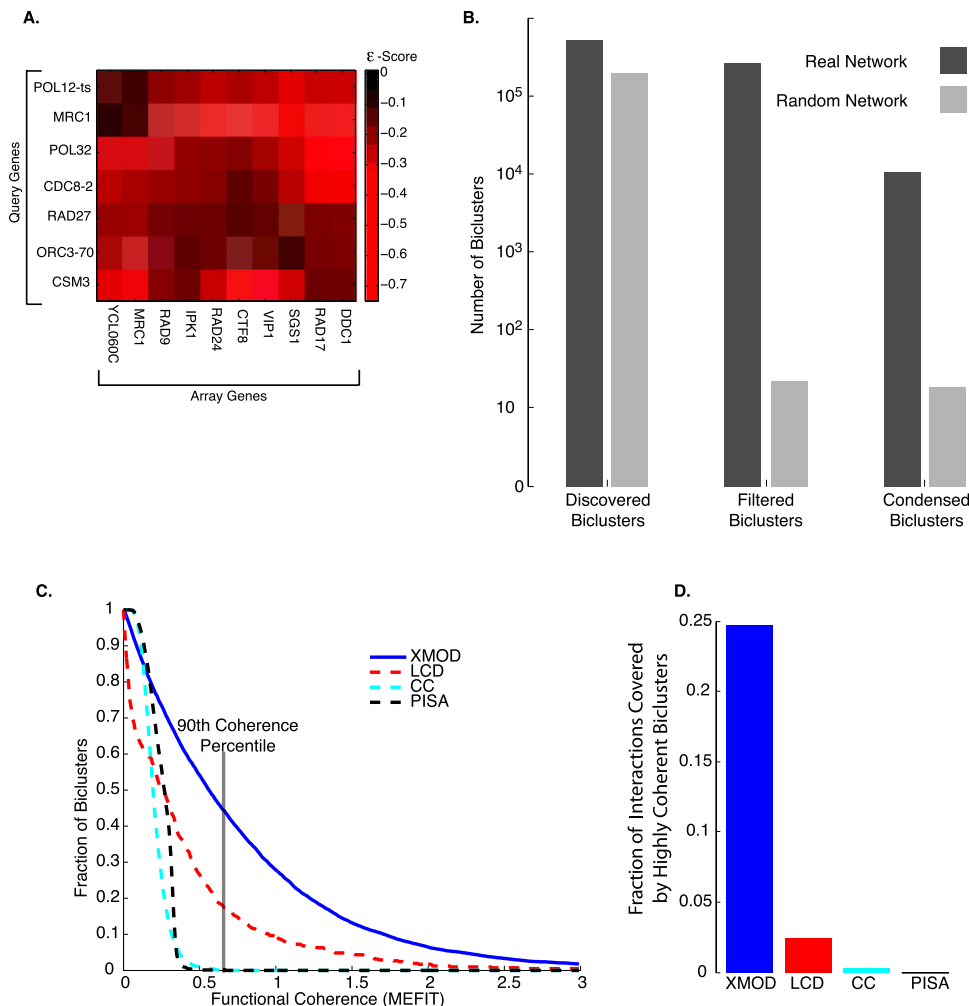 A.
ε -Score
Query Genes
POL12-ts
MRC1
POL32
CDC8-2
RAD27
ORC3-70
CSM3
0
−0.1
−0.2
−0.3
−0.4
−0.5
−0.6
−0.7
YCL060C
MRC1
RAD9
IPK1
RAD24
CTF8
VIP1
SGS1
RAD17
DDC1
Array Genes
B.
Number of Biclusters
10^5
10^4
10^3
10^2
10
0
Real Network
Random Network
Discovered
Biclusters
Filtered
Biclusters
Condensed
Biclusters
C.
Fraction of Biclusters
1
0.9
0.8
0.7
0.6
0.5
0.4
0.3
0.2
0.1
0
XMOD
LCD
CC
PISA
90th Coherence
Percentile
0
0.5
1
1.5
2
2.5
3
Functional Coherence (MEFIT)
D.
Fraction of Interactions Covered
by Highly Coherent Biclusters
0.25
0.2
0.15
0.1
0.05
0
XMOD
LCD
CC
PISA